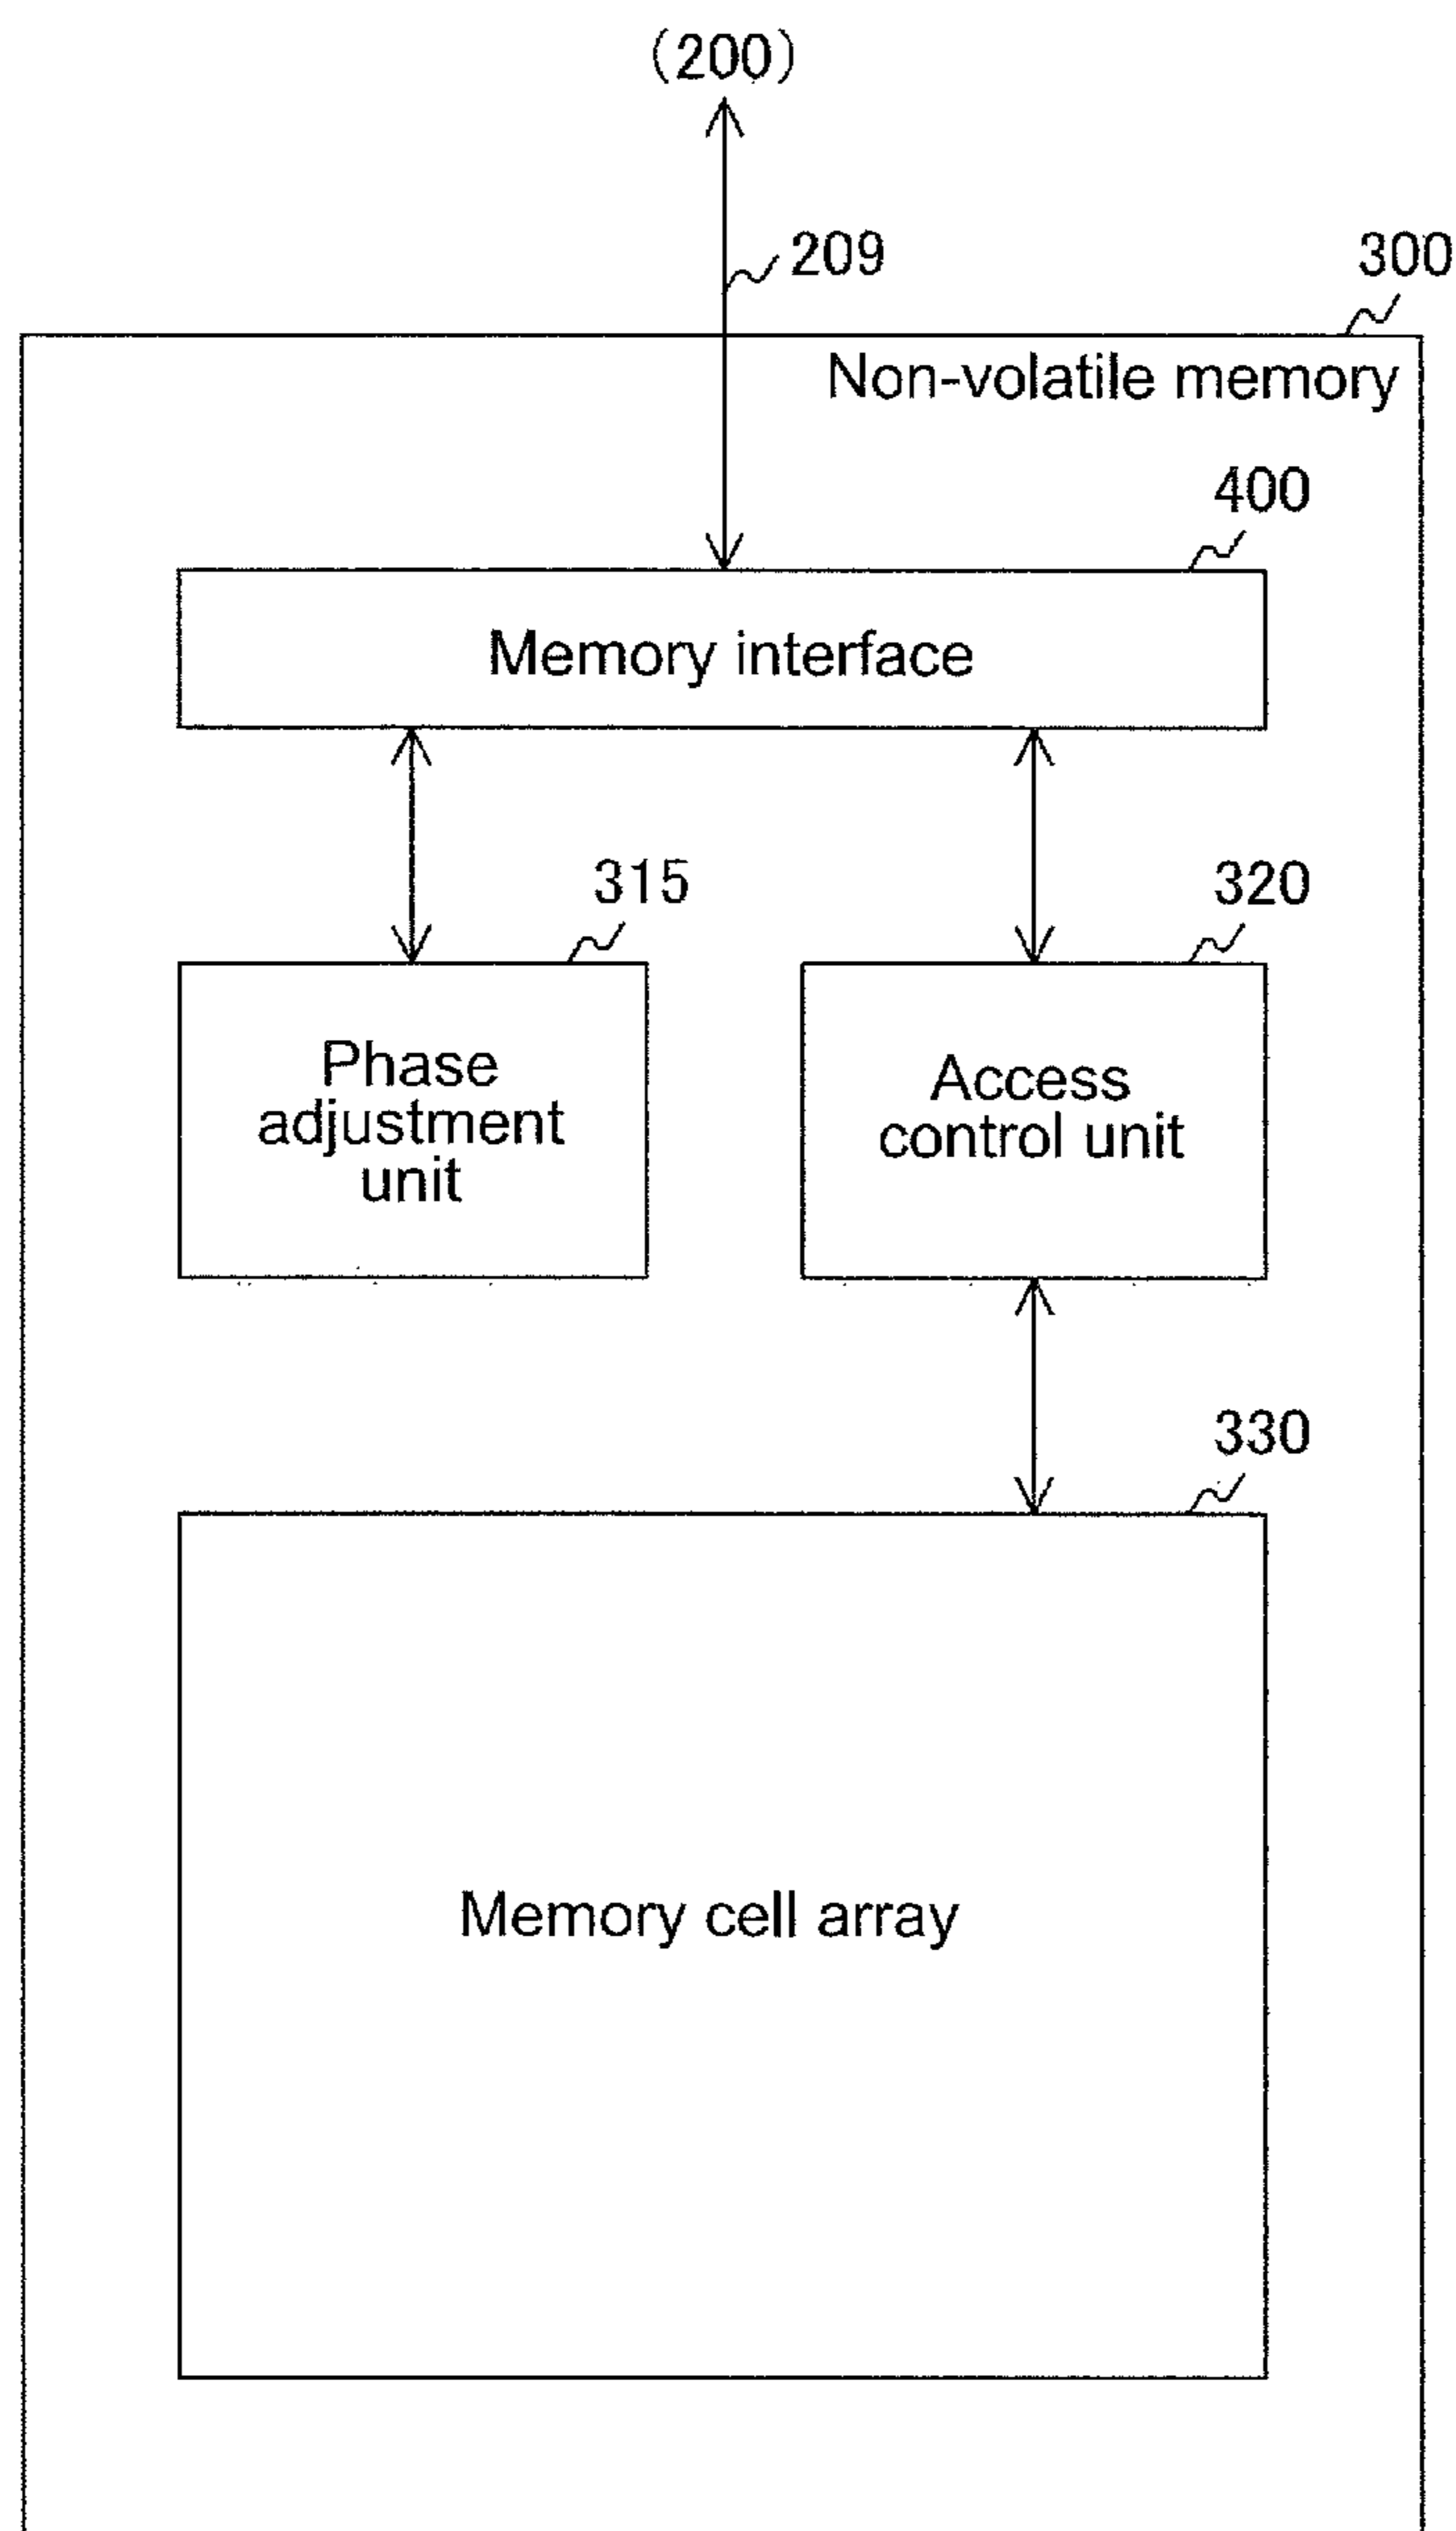 (200)
209
300
Non-volatile memory
400
Memory interface
315
320
Phase
adjustment
unit
Access
control unit
330
Memory cell array